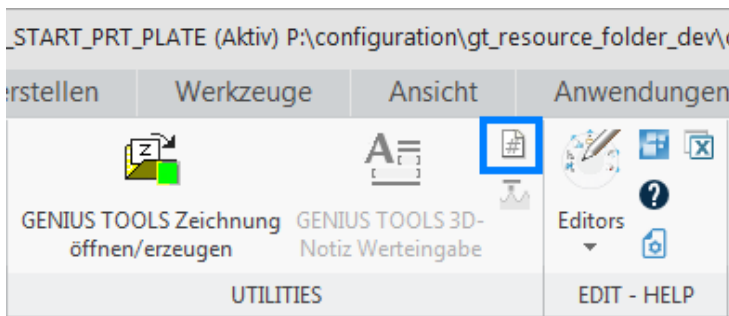 _START_PRT_PLATE (Aktiv) P:\configuration\gt_resource_folder_dev\
rstellen Werkzeuge Ansicht Anwendungen
GENIUS TOOLS Zeichnung
öffnen/erzeugen
GENIUS TOOLS 3D-
Notiz Werteingabe
Editors
UTILITIES
EDIT - HELP